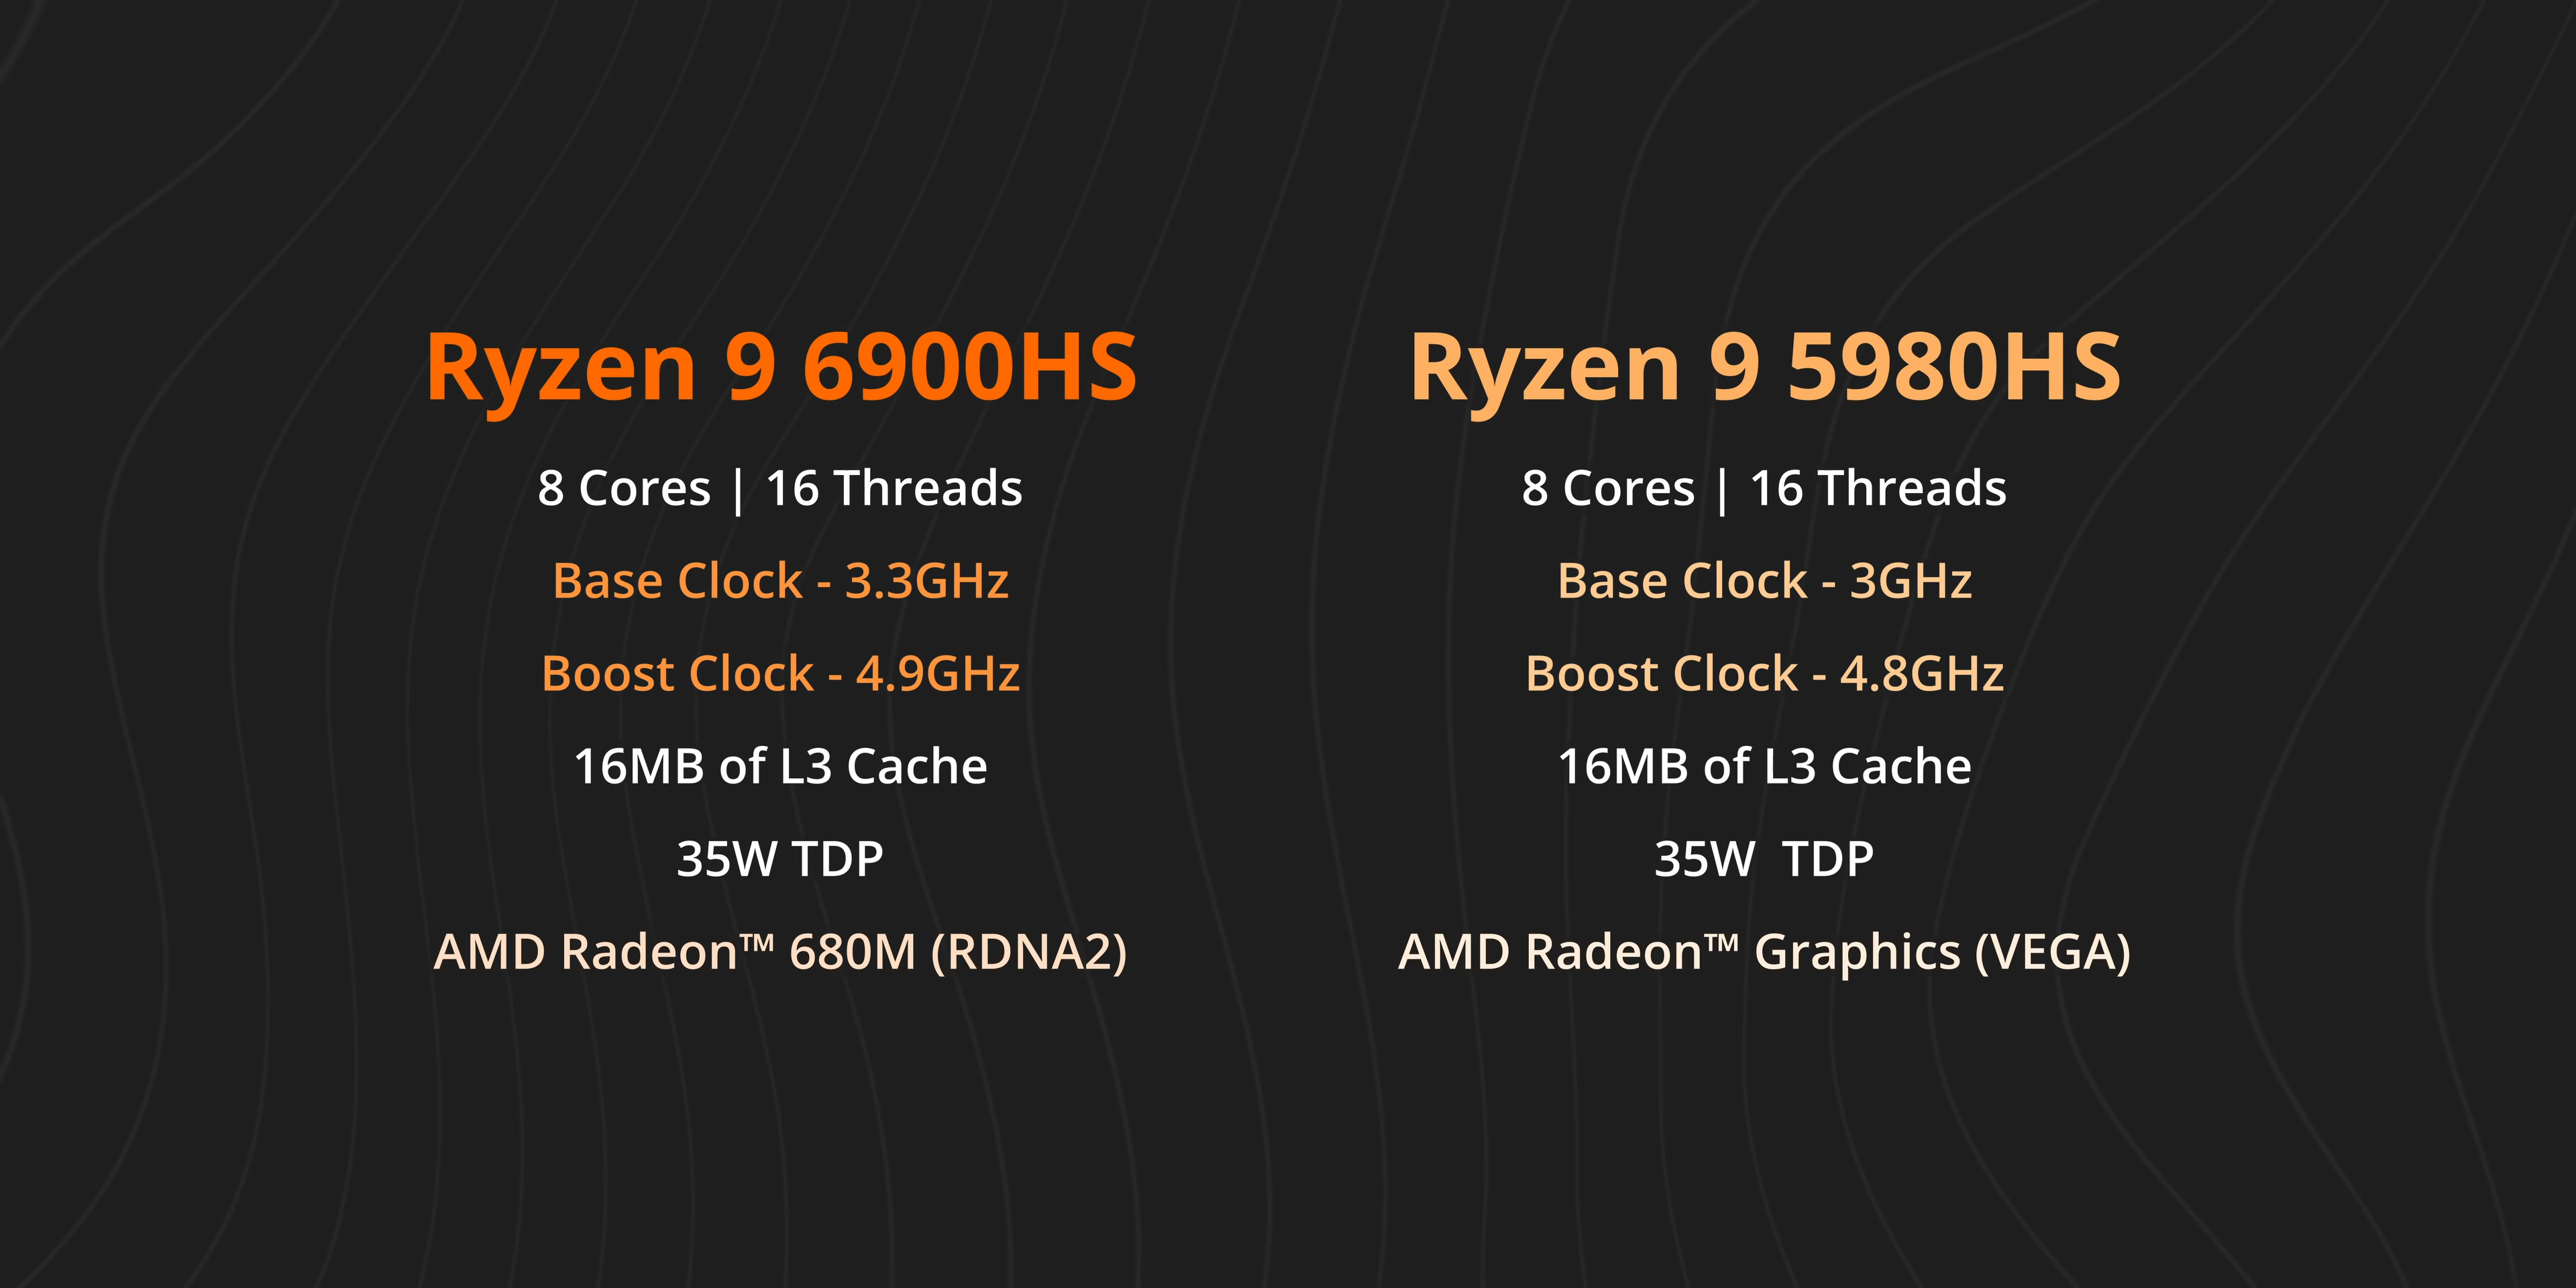 Ryzen 9 6900HS
8 Cores | 16 Threads
Base Clock - 3.3GHz
Boost Clock - 4.9GHz
16MB of L3 Cache
35W TDP
AMD Radeon™ 680M (RDNA2)
Ryzen 9 5980HS
8 Cores | 16 Threads
Base Clock - 3GHz
Boost Clock - 4.8GHz
16MB of L3 Cache
35W  TDP
AMD Radeon™ Graphics (VEGA)